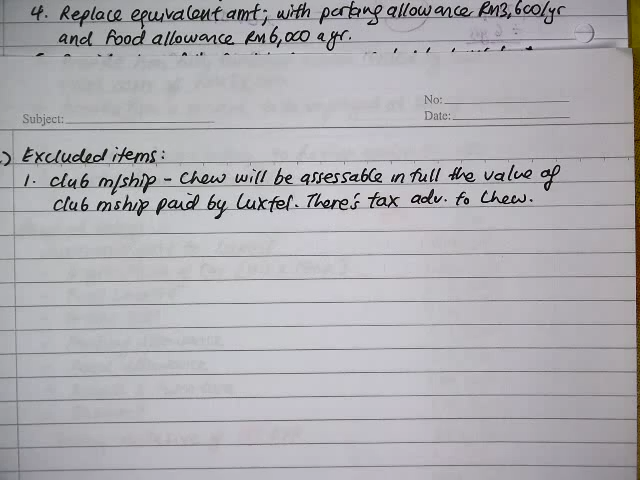 4. Replace equivalent amt; with parking allowance RM3,600/yr
and food allowance RM6,000 a yr.
No:
Subject:
Date:
) Excluded items:
1. Club m/ship - Chew will be assessable in full the value of
club mship paid by Luxtel. There's tax adv. to Chew.